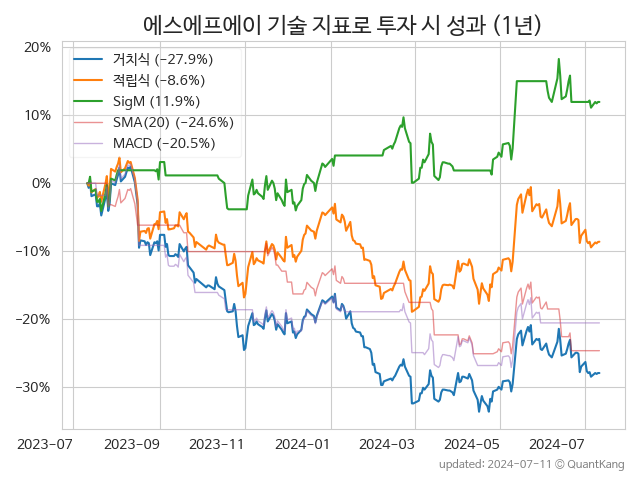 에스에프에이 기술 지표로 투자 시 성과 (1년)
20%
10%
0%
−10%
−20%
−30%
거치식 (−27.9%)
적립식 (−8.6%)
SigM (11.9%)
SMA(20) (−24.6%)
MACD (−20.5%)
2023-07
2023-09
2023-11
2024-01
2024-03
2024-05
2024-07
updated: 2024-07-11 © QuantKang